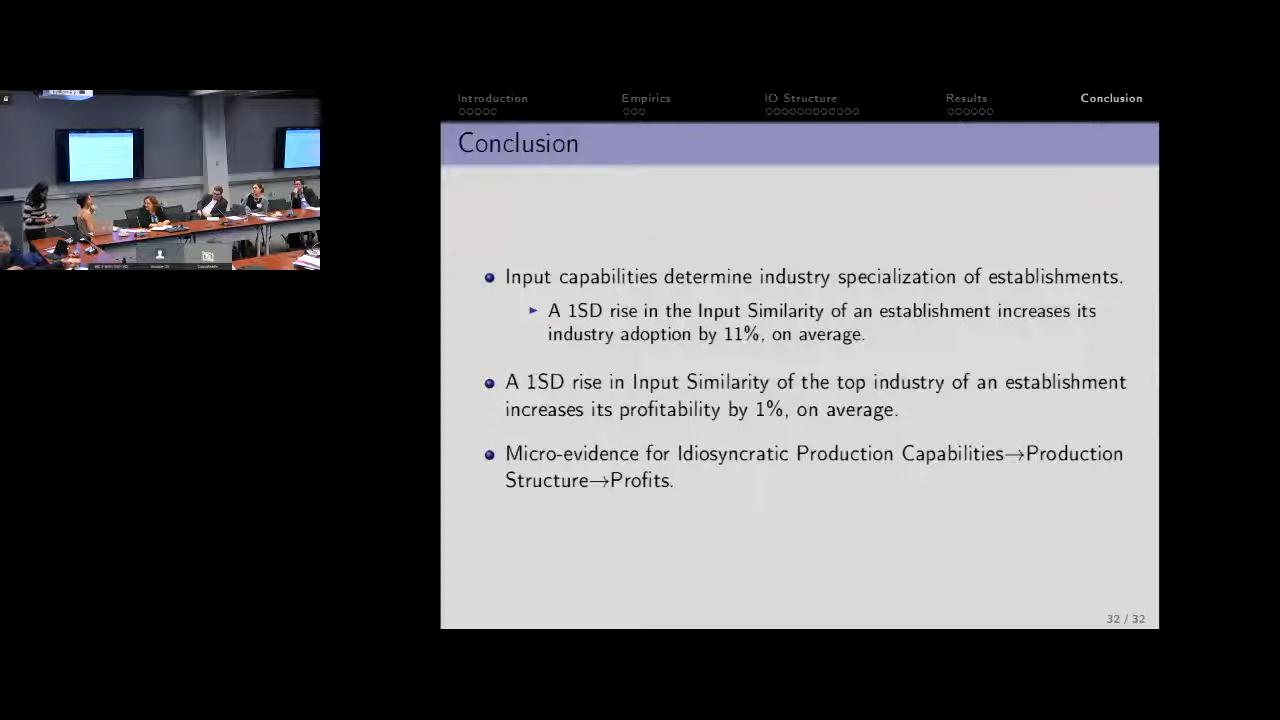 Introduction
Empirics
IO Structure
Results
Conclusion
Conclusion
Input capabilities determine industry specialization of establishments.
A 1SD rise in the Input Similarity of an establishment increases its
industry adoption by 11%, on average.
A 1SD rise in Input Similarity of the top industry of an establishment
increases its profitability by 1%, on average.
Micro-evidence for Idiosyncratic Production Capabilities→Production
Structure→Profits.
32 / 32